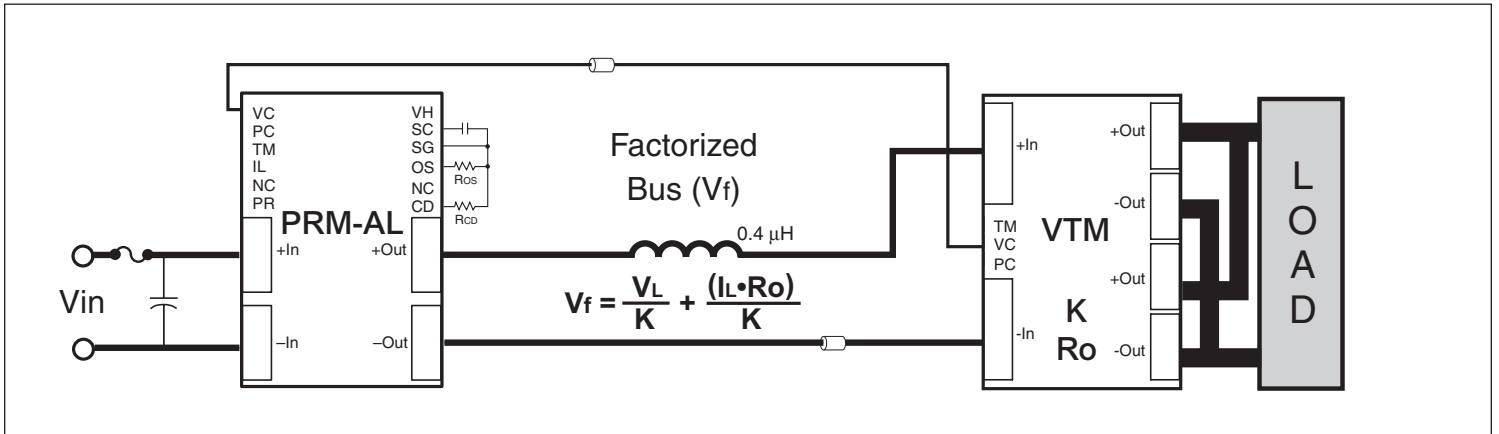 VC
PC
TM
IL
NC
PR
VH
SC
SG
OS
NC
CD
ROS
RCD
PRM-AL
+In
–In
+Out
–Out
Vin
Factorized
Bus (Vf)
0.4 µH
Vf = VL/K + (IL•Ro)/K
+In
-In
TM
VC
PC
VTM
K
Ro
+Out
-Out
+Out
-Out
LOAD